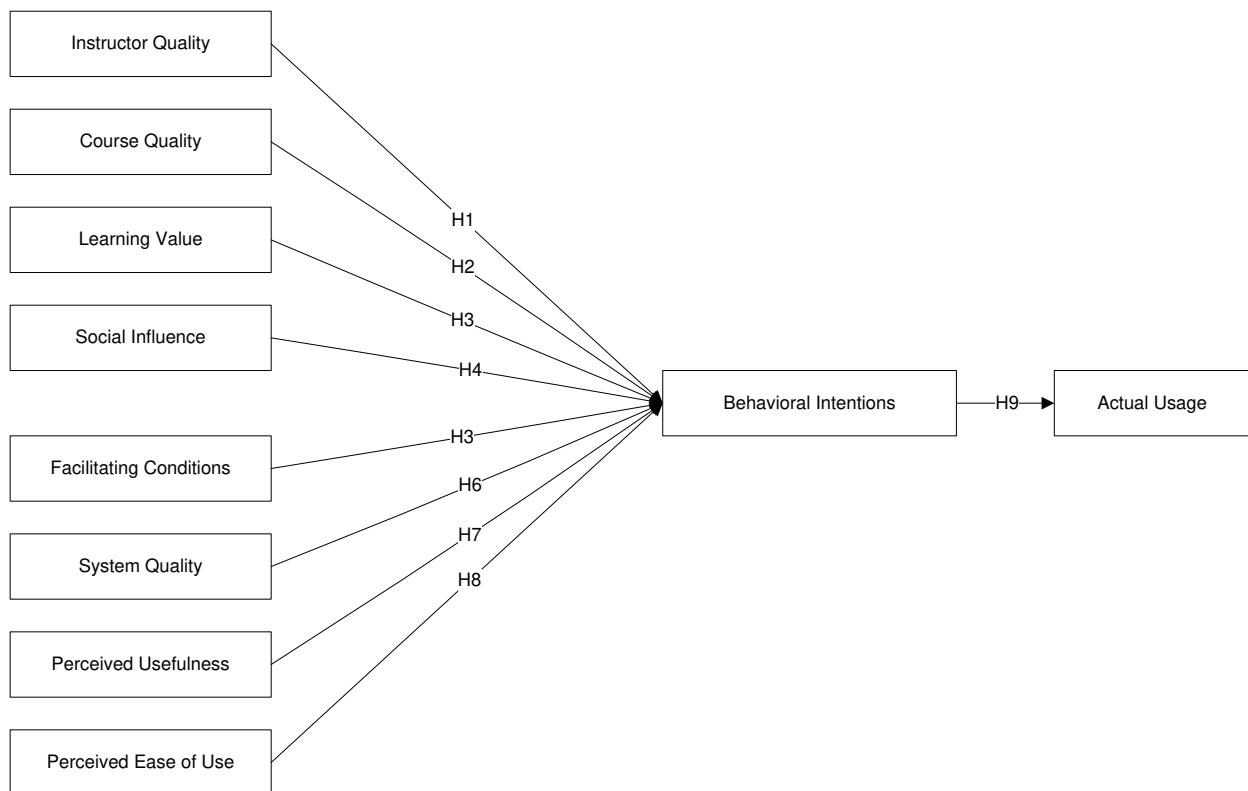 Instructor Quality
Course Quality
H1
Learning Value
H2
H3
Social Influence
H4
Behavioral Intentions
H9
Actual Usage
H3
Facilitating Conditions
H6
System Quality
H7
H8
Perceived Usefulness
Perceived Ease of Use